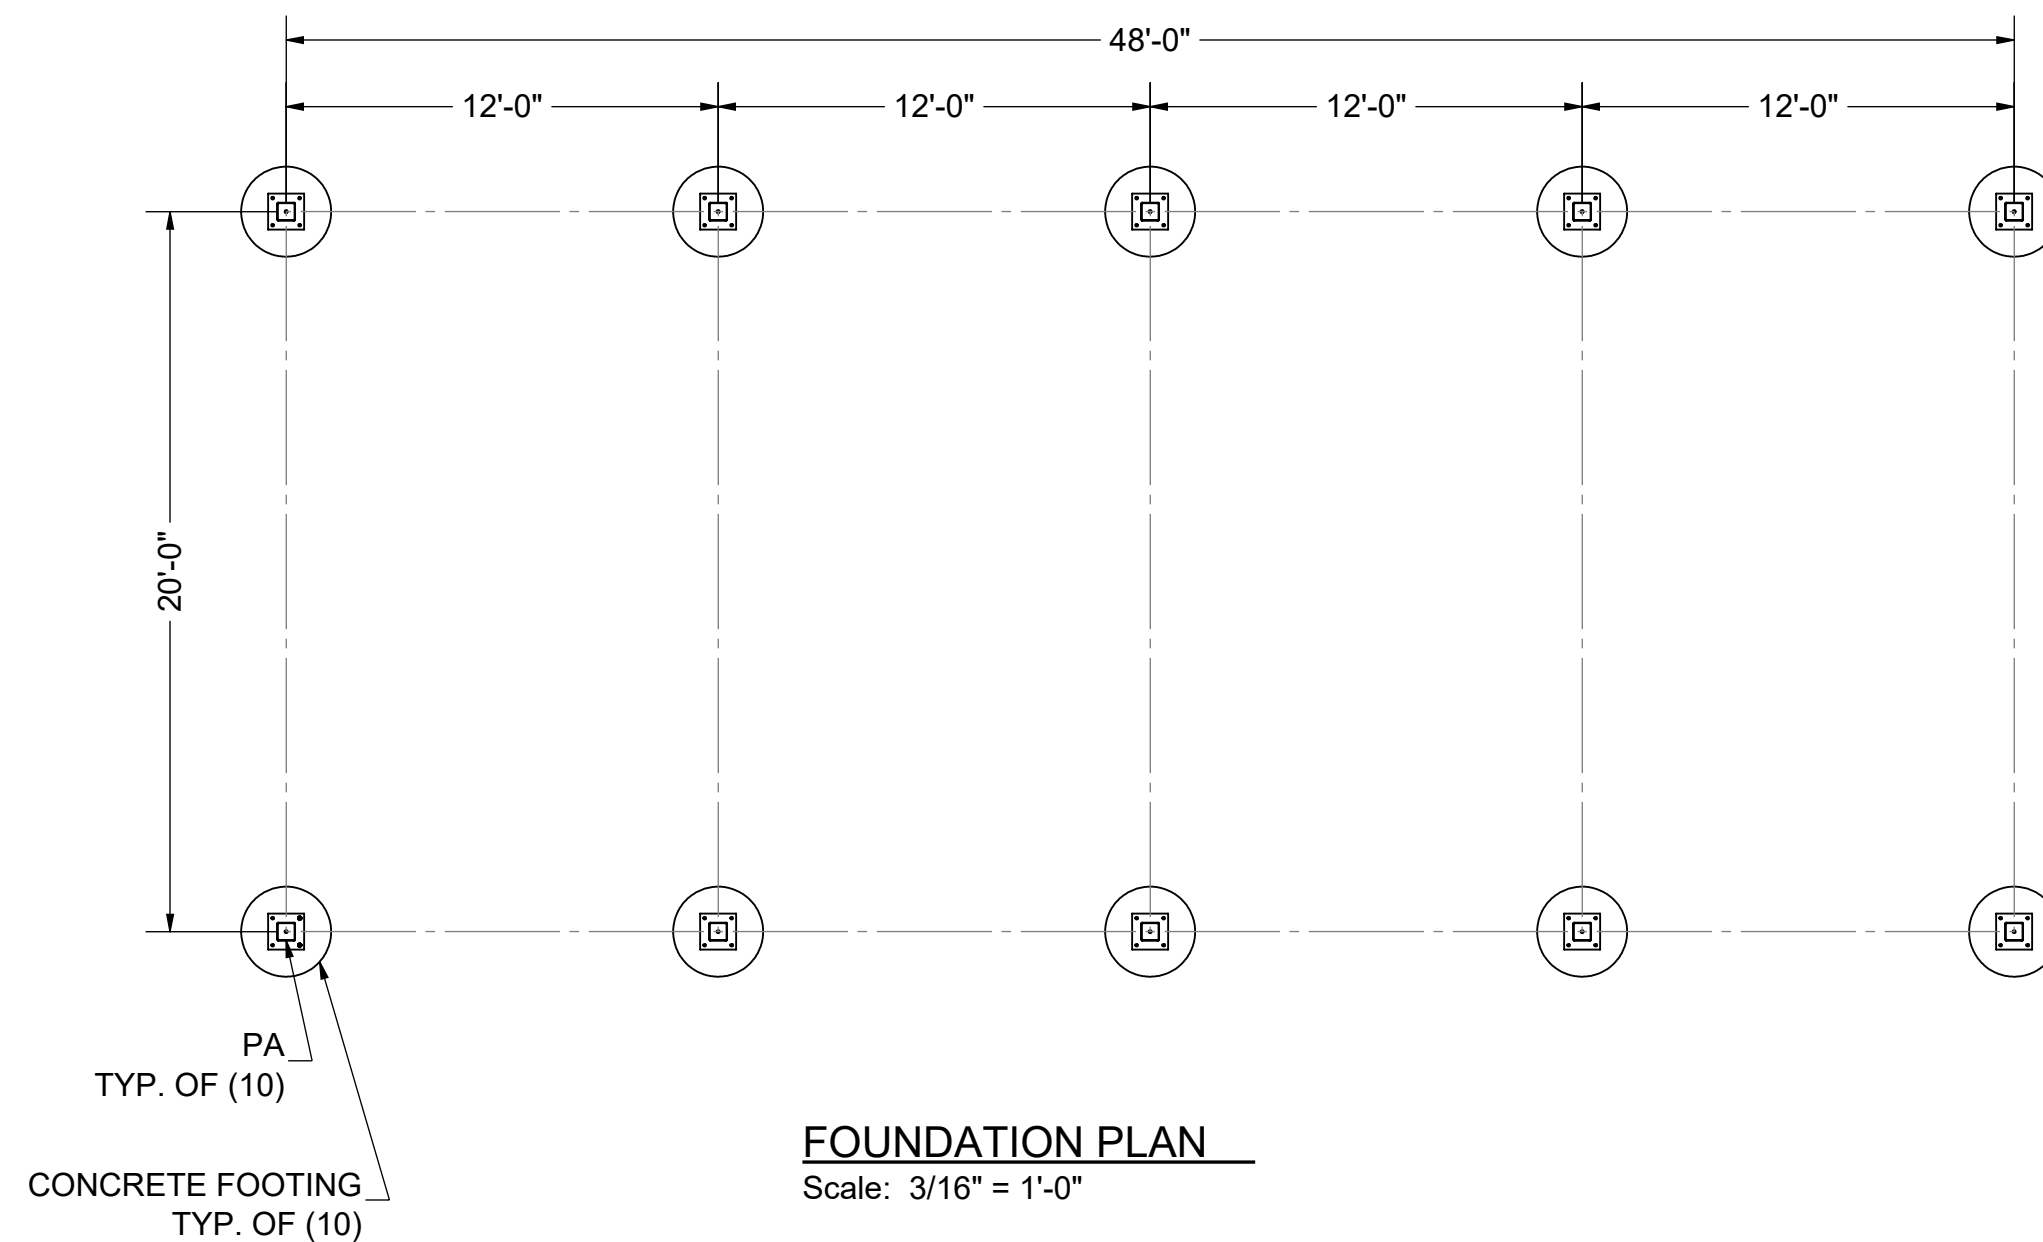 48'-0"
12'-0" 12'-0" 12'-0" 12'-0"
20'-0"
PA
TYP. OF (10)
CONCRETE FOOTING
TYP. OF (10)
FOUNDATION PLAN
Scale: 3/16" = 1'-0"